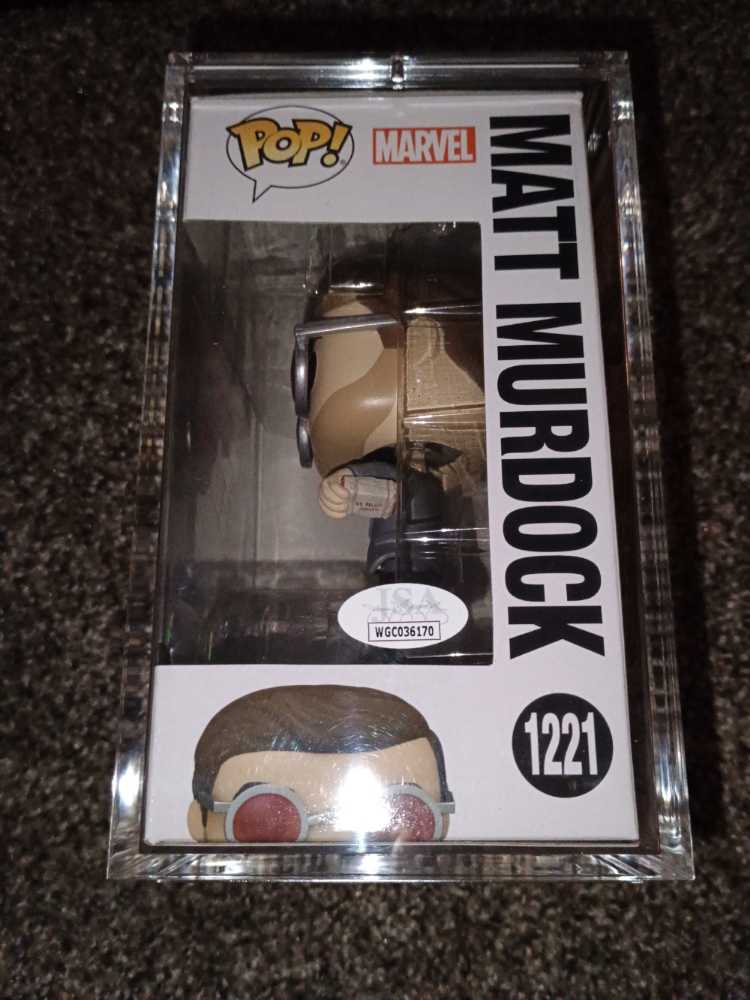 POP!
MARVEL
MATT MURDOCK
JSA
WGC036170
1221